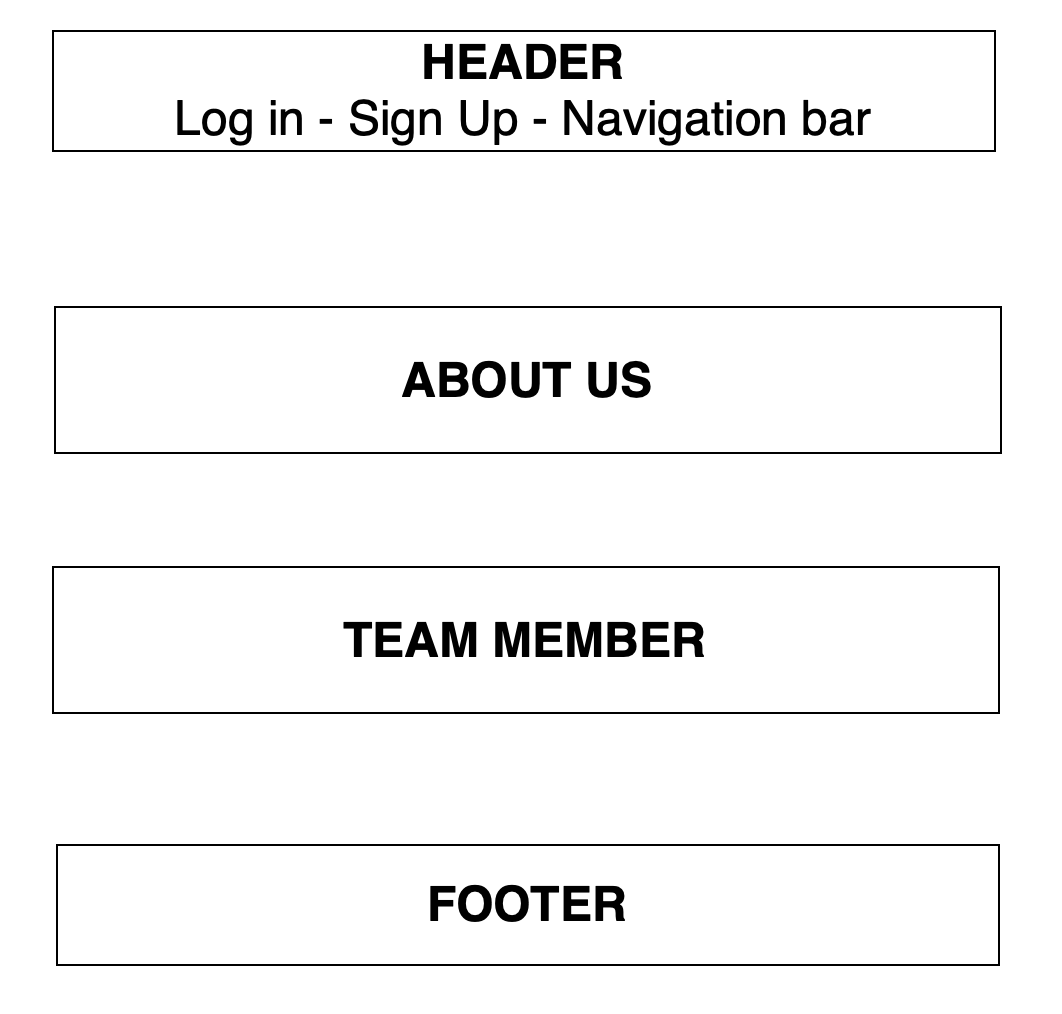 HEADER
Log in - Sign Up - Navigation bar
ABOUT US
TEAM MEMBER
FOOTER